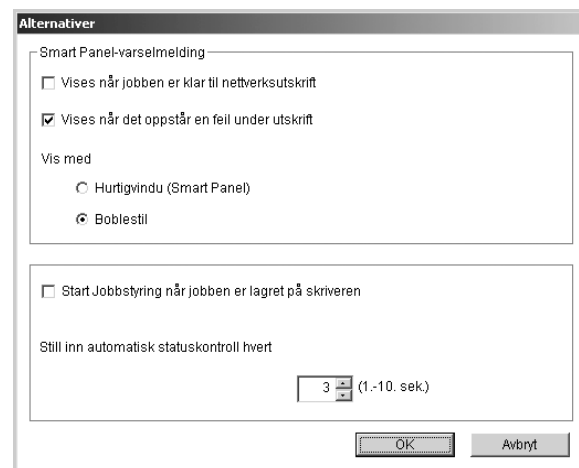 Alternativer
Smart Panel-varselmelding
Vises når jobben er klar til nettverksutskrift
Vises når det oppstår en feil under utskrift
Vis med
Hurtigvindu (Smart Panel)
Boblestil
Start Jobbstyring når jobben er lagret på skriveren
Still inn automatisk statuskontroll hvert
3 (1.-10. sek.)
OK Avbryt